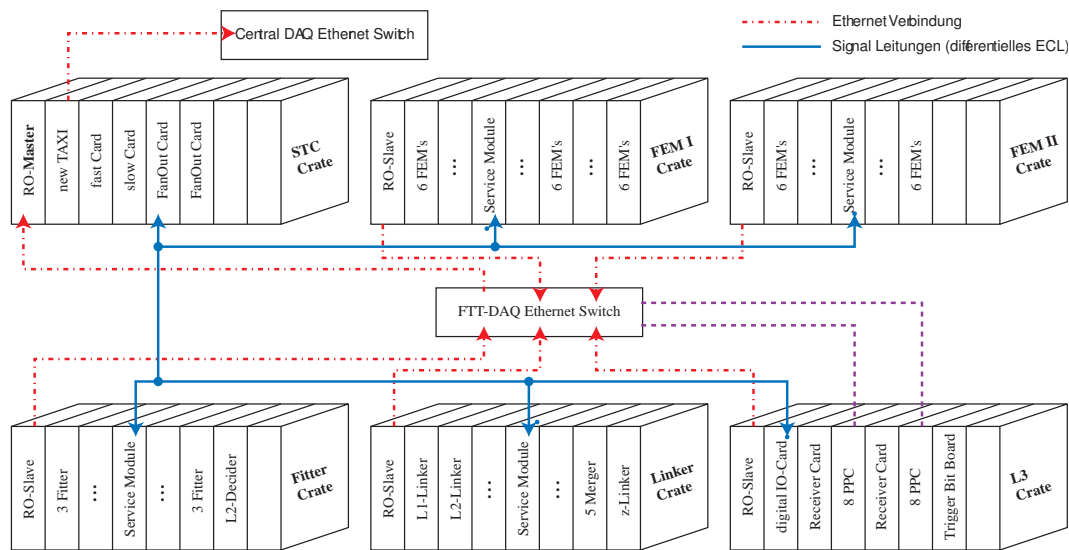 Central DAQ Ethenet Switch
Ethernet Verbindung
Signal Leitungen (differentielles ECL)
RO-Master
new TAXI
fast Card
slow Card
FanOut Card
FanOut Card
STC
Crate
RO-Slave
6 FEM's
...
Service Module
...
6 FEM's
...
6 FEM's
FEM I
Crate
RO-Slave
6 FEM's
...
Service Module
...
6 FEM's
FEM II
Crate
FTT-DAQ Ethernet Switch
RO-Slave
3 Fitter
...
Service Module
...
3 Fitter
L2-Decider
Fitter
Crate
RO-Slave
L1-Linker
L2-Linker
...
Service Module
...
5 Merger
z-Linker
Linker
Crate
RO-Slave
digital IO-Card
Receiver Card
8 PPC
Receiver Card
8 PPC
Trigger Bit Board
L3
Crate